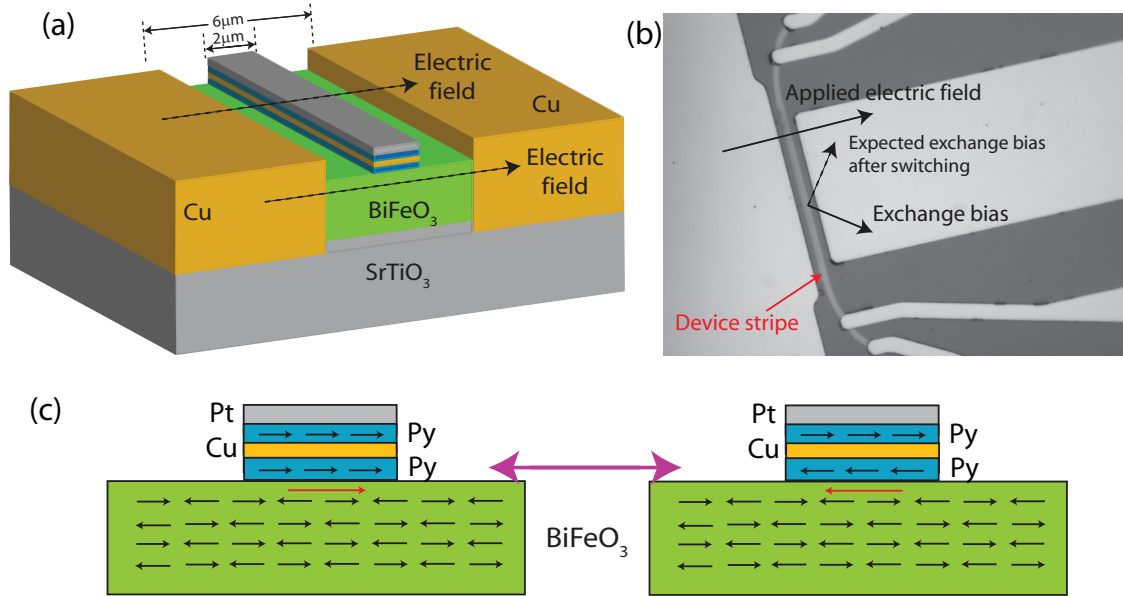 (a)
6μm
2μm
Electric
field
Cu
Electric
field
Cu
BiFeO3
SrTiO3
(b)
Applied electric field
Expected exchange bias
after switching
Exchange bias
Device stripe
(c)
Pt
Py
Cu
Py
Pt
Py
Cu
Py
BiFeO3